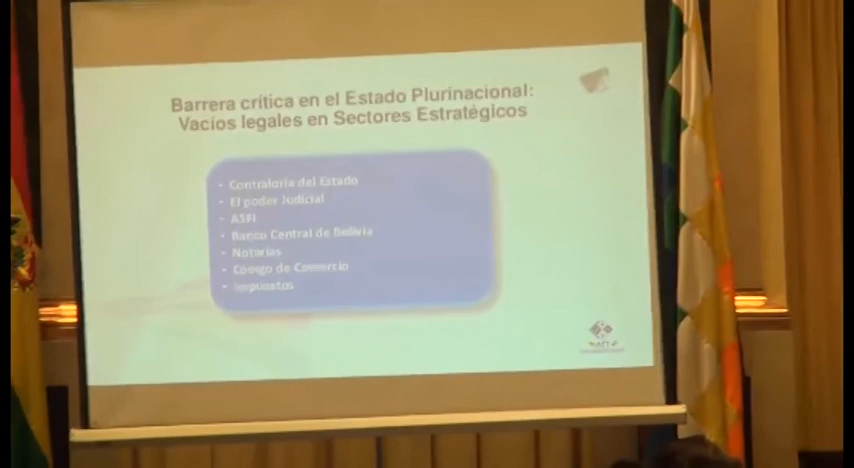 Barrera crítica en el Estado Plurinacional:
Vacíos legales en Sectores Estratégicos
• Contraloría del Estado
• El poder Judicial
• ASFI
• Banco Central de Bolivia
• Notarías
• Código de Comercio
• Impuestos